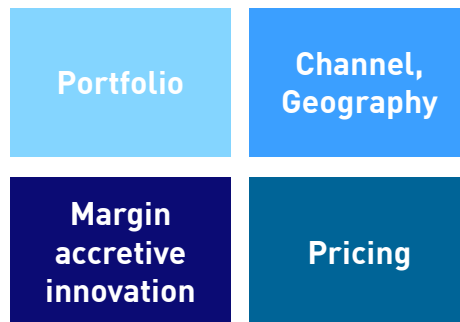 Portfolio
Channel,
Geography
Margin
accretive
innovation
Pricing